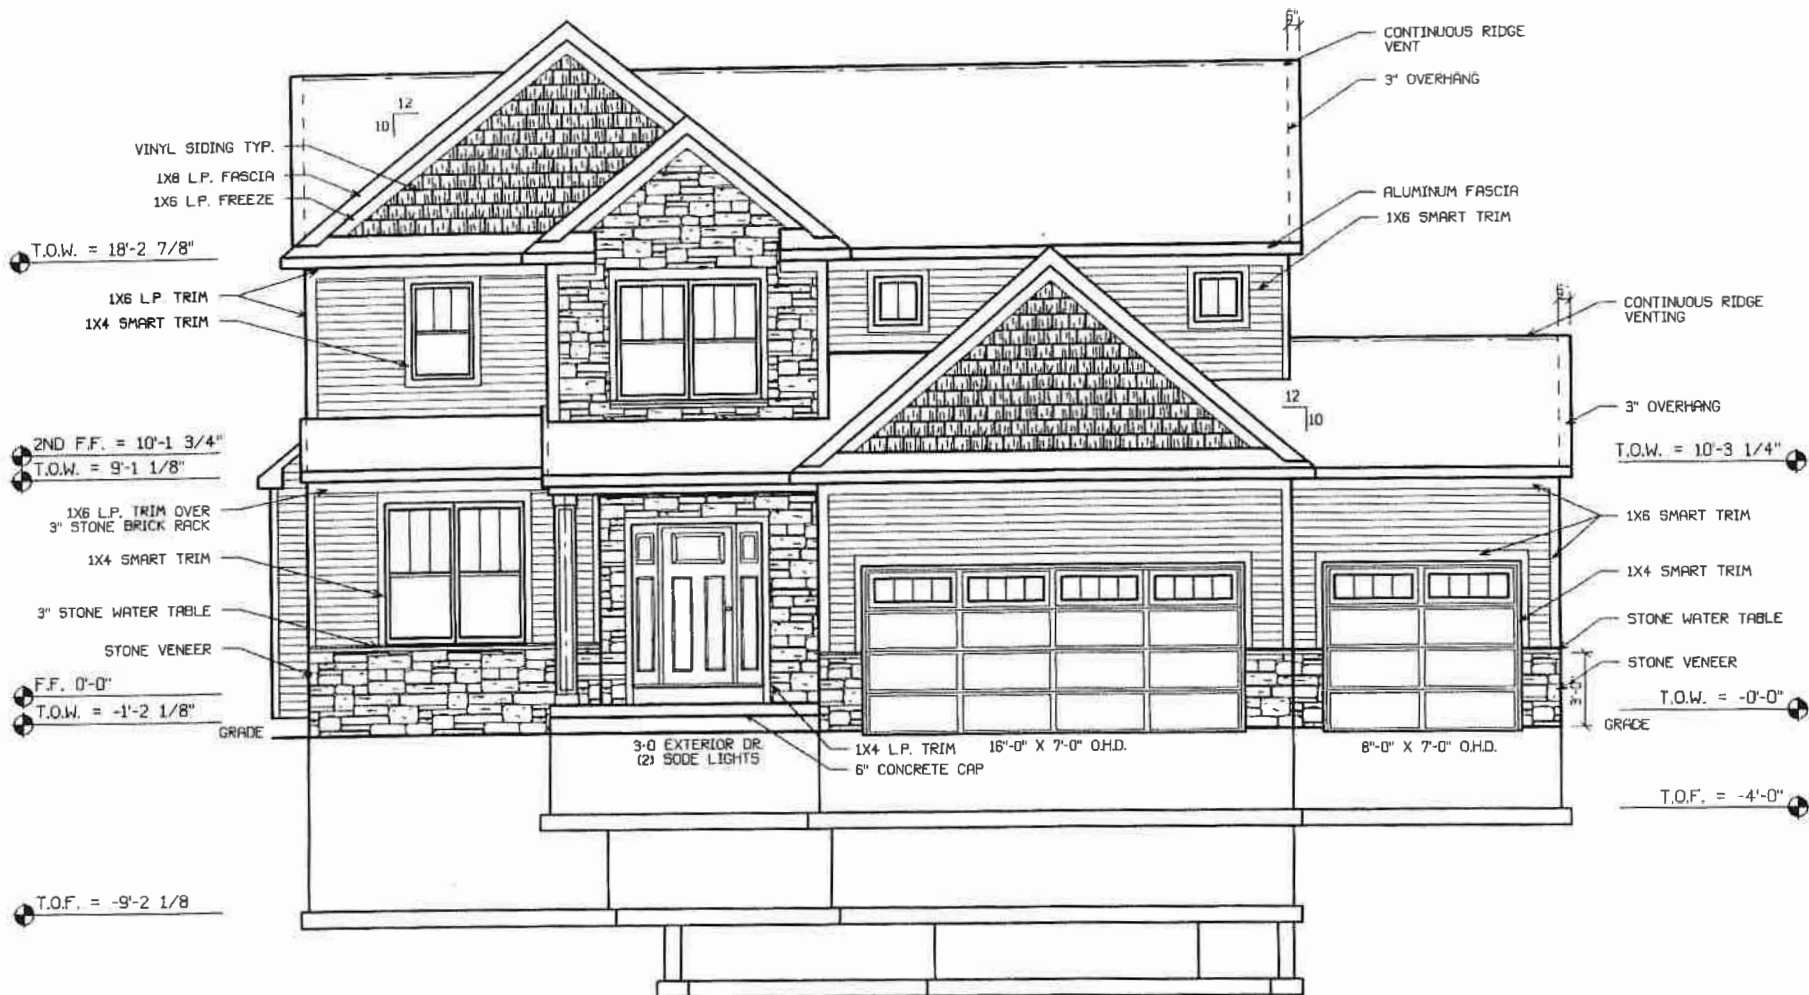 6"
CONTINUOUS RIDGE
VENT
3" OVERHANG
12
10
VINYL SIDING TYP.
1X8 L.P. FASCIA
1X6 L.P. FREEZE
ALUMINUM FASCIA
1X6 SMART TRIM
T.O.W. = 18'-2 7/8"
1X6 L.P. TRIM
1X4 SMART TRIM
6"
CONTINUOUS RIDGE
VENTING
12
10
3" OVERHANG
2ND F.F. = 10'-1 3/4"
T.O.W. = 9'-1 1/8"
T.O.W. = 10'-3 1/4"
1X6 L.P. TRIM OVER
3" STONE BRICK RACK
1X6 SMART TRIM
1X4 SMART TRIM
1X4 SMART TRIM
3" STONE WATER TABLE
STONE WATER TABLE
STONE VENEER
STONE VENEER
3'-0"
F.F. 0'-0"
T.O.W. = -1'-2 1/8"
T.O.W. = -0'-0"
GRADE
GRADE
3-0 EXTERIOR DR.
(2) SODE LIGHTS
1X4 L.P. TRIM
6" CONCRETE CAP
16"-0" X 7'-0" O.H.D.
8"-0" X 7'-0" O.H.D.
T.O.F. = -4'-0"
T.O.F. = -9'-2 1/8